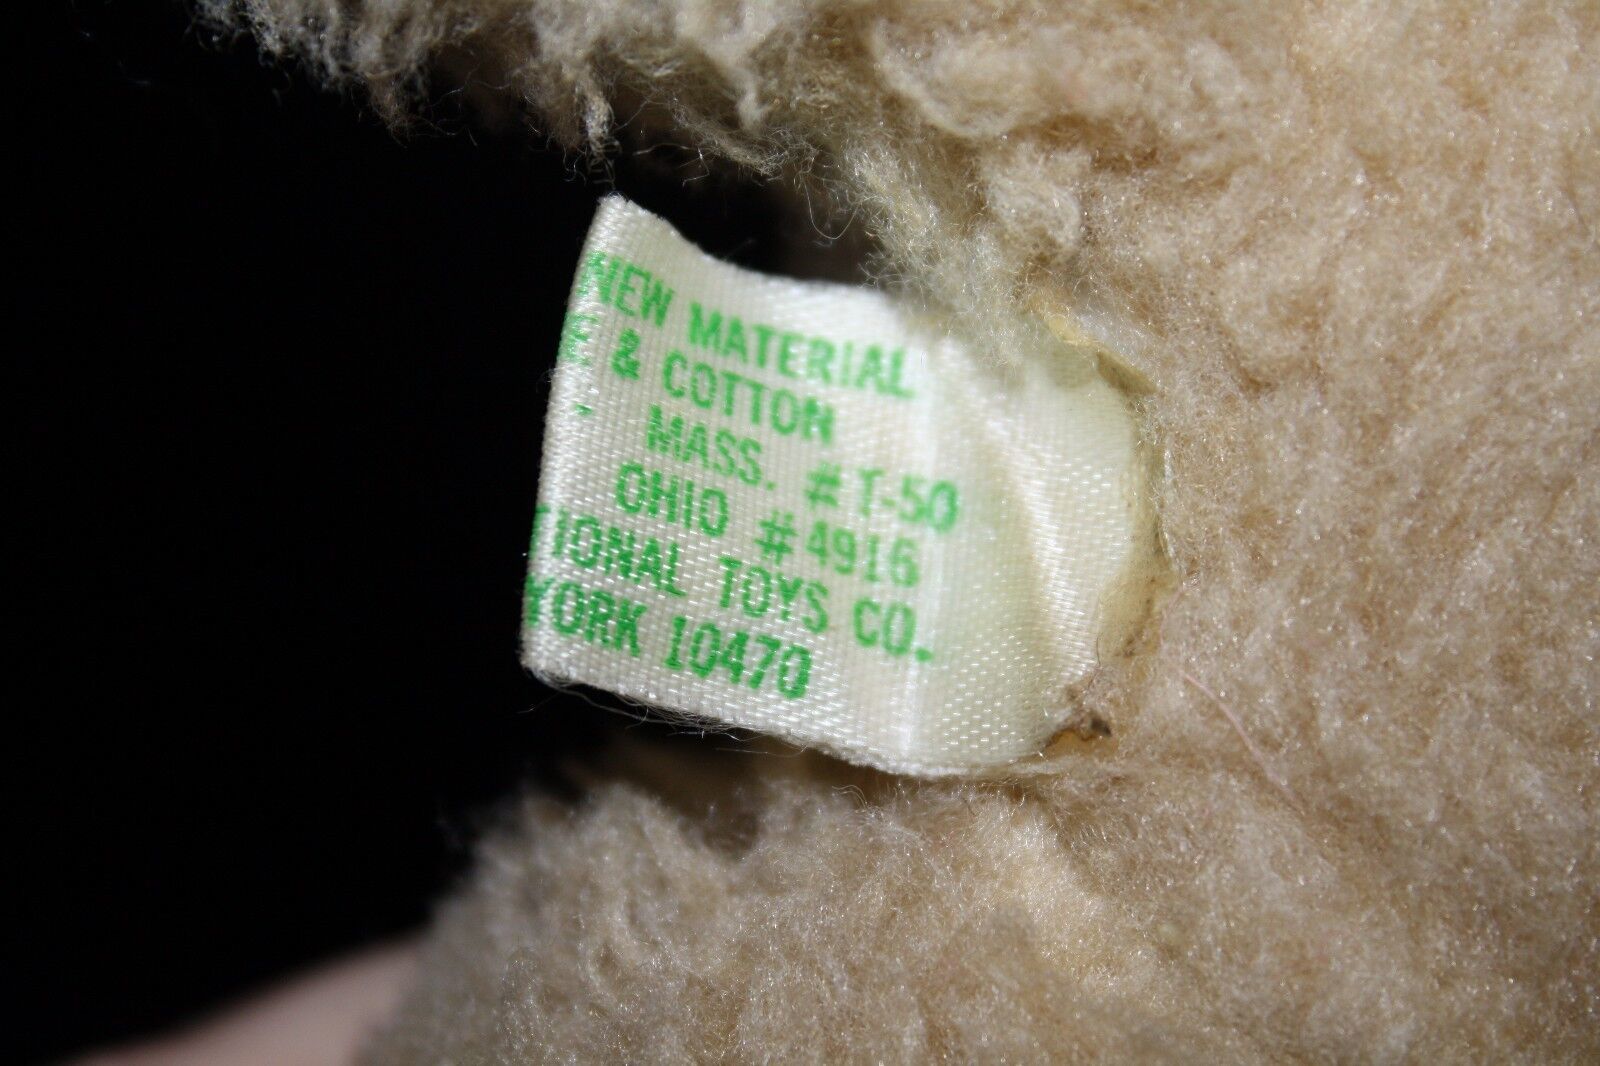 NEW MATERIAL
E & COTTON
MASS. #T-50
OHIO #4916
TIONAL TOYS CO.
YORK 10470